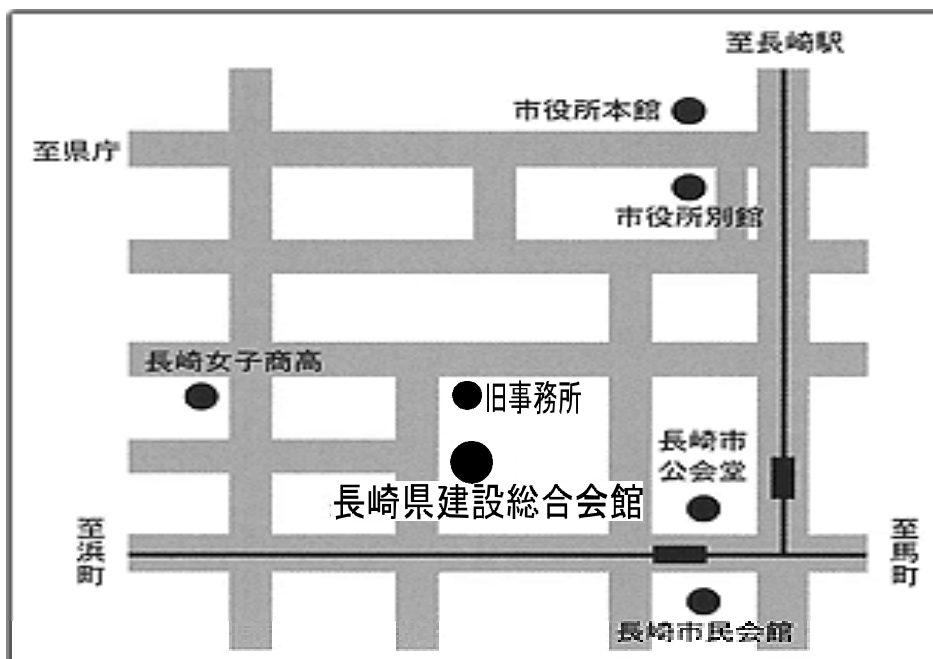 至長崎駅
市役所本館
至県庁
市役所別館
長崎女子商高
旧事務所
長崎市
公会堂
長崎県建設総合会館
至浜町
至馬町
長崎市民会館